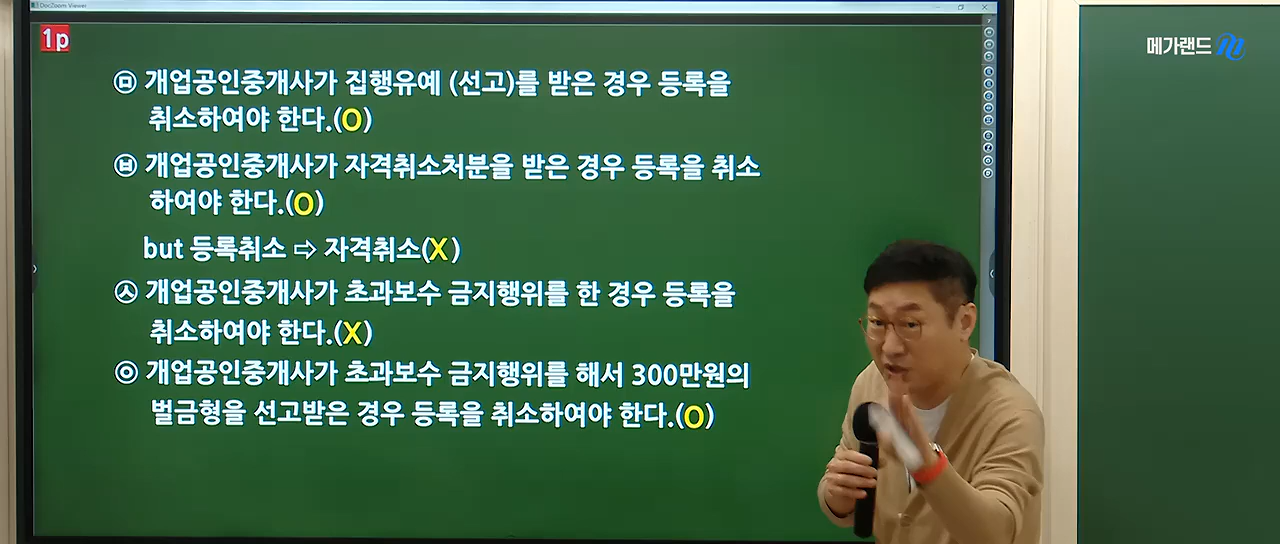 DocZoom Viewer
1p
메가랜드
㉤ 개업공인중개사가 집행유예 (선고)를 받은 경우 등록을
취소하여야 한다.(O)
㉥ 개업공인중개사가 자격취소처분을 받은 경우 등록을 취소
하여야 한다.(O)
but 등록취소 ⇨ 자격취소(X)
㉦ 개업공인중개사가 초과보수 금지행위를 한 경우 등록을
취소하여야 한다.(X)
㉧ 개업공인중개사가 초과보수 금지행위를 해서 300만원의
벌금형을 선고받은 경우 등록을 취소하여야 한다.(O)